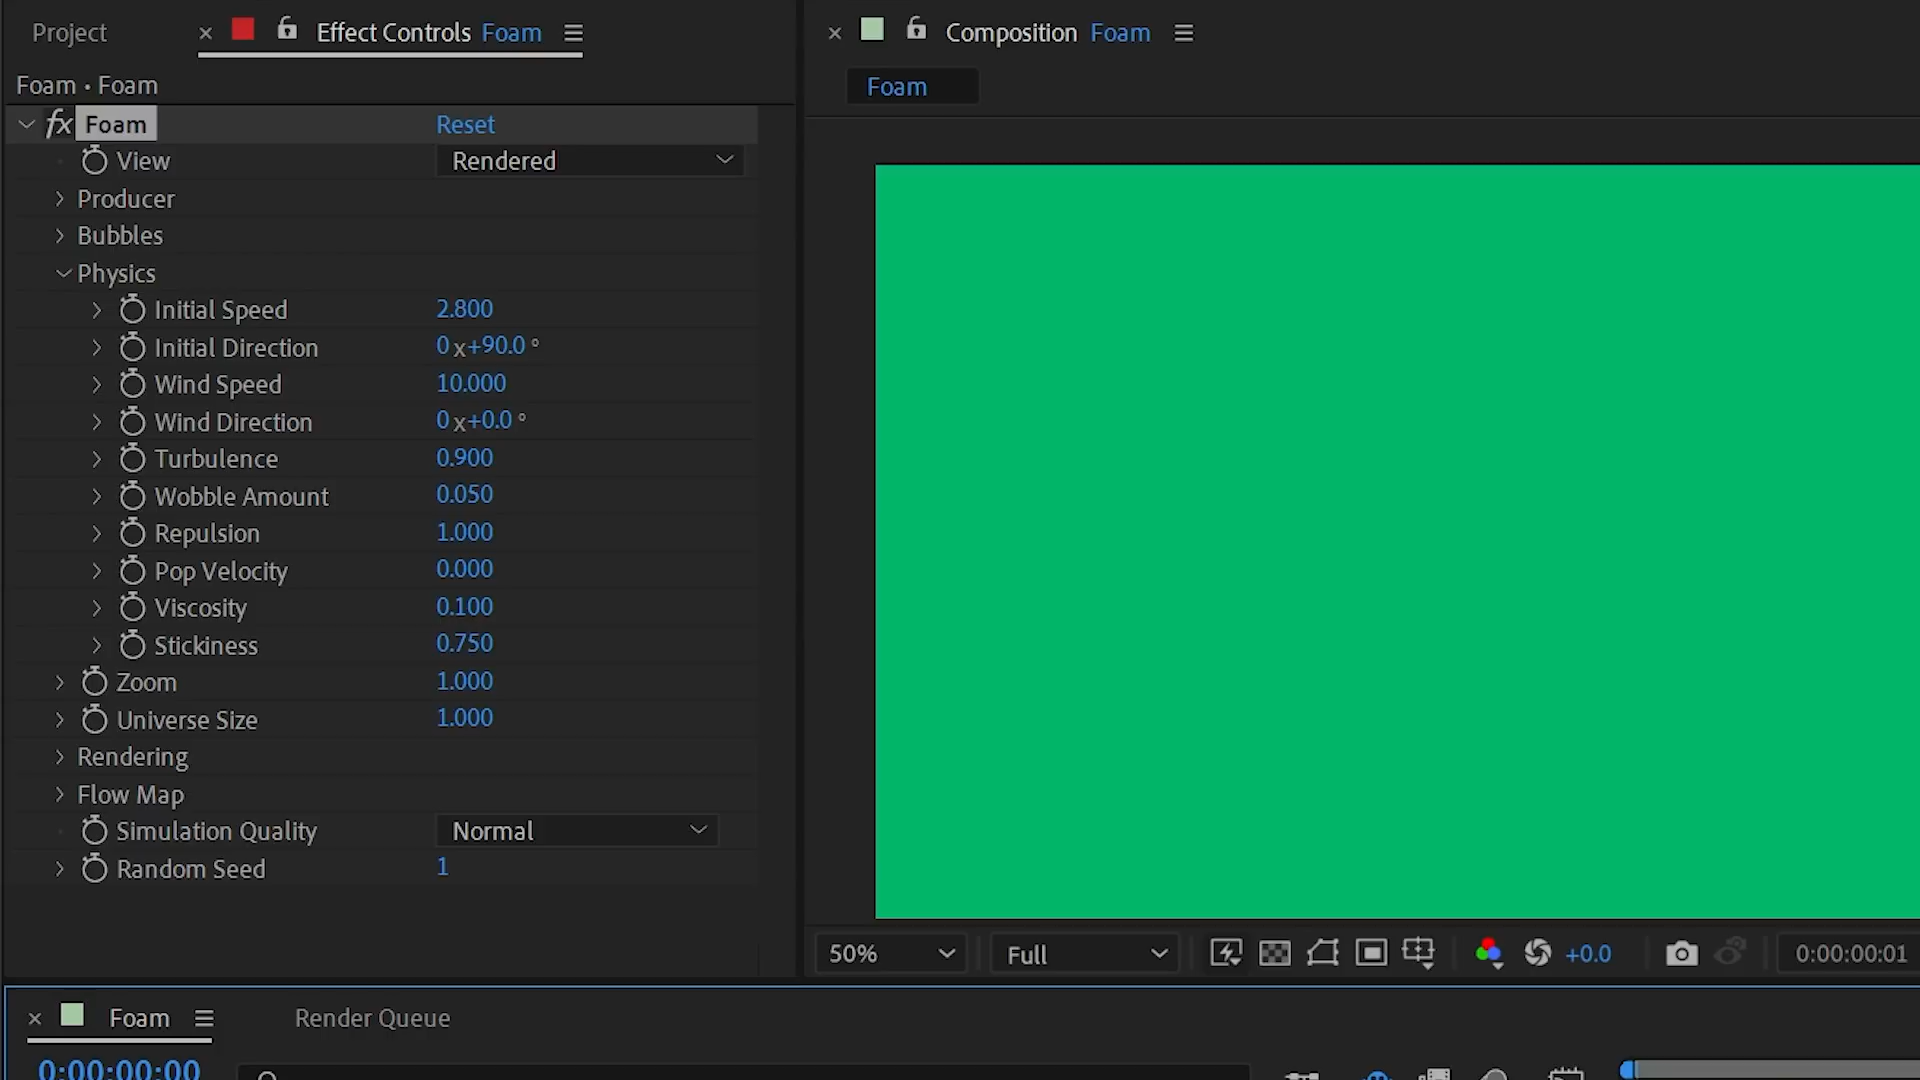 Project
Effect Controls Foam
Composition Foam
Foam • Foam
Foam
fx Foam Reset
View Rendered
Producer
Bubbles
Physics
Initial Speed 2.800
Initial Direction 0x+90.0°
Wind Speed 10.000
Wind Direction 0x+0.0°
Turbulence 0.900
Wobble Amount 0.050
Repulsion 1.000
Pop Velocity 0.000
Viscosity 0.100
Stickiness 0.750
Zoom 1.000
Universe Size 1.000
Rendering
Flow Map
Simulation Quality Normal
Random Seed 1
50% Full +0.0 0:00:00:01
Foam Render Queue
0:00:00:00